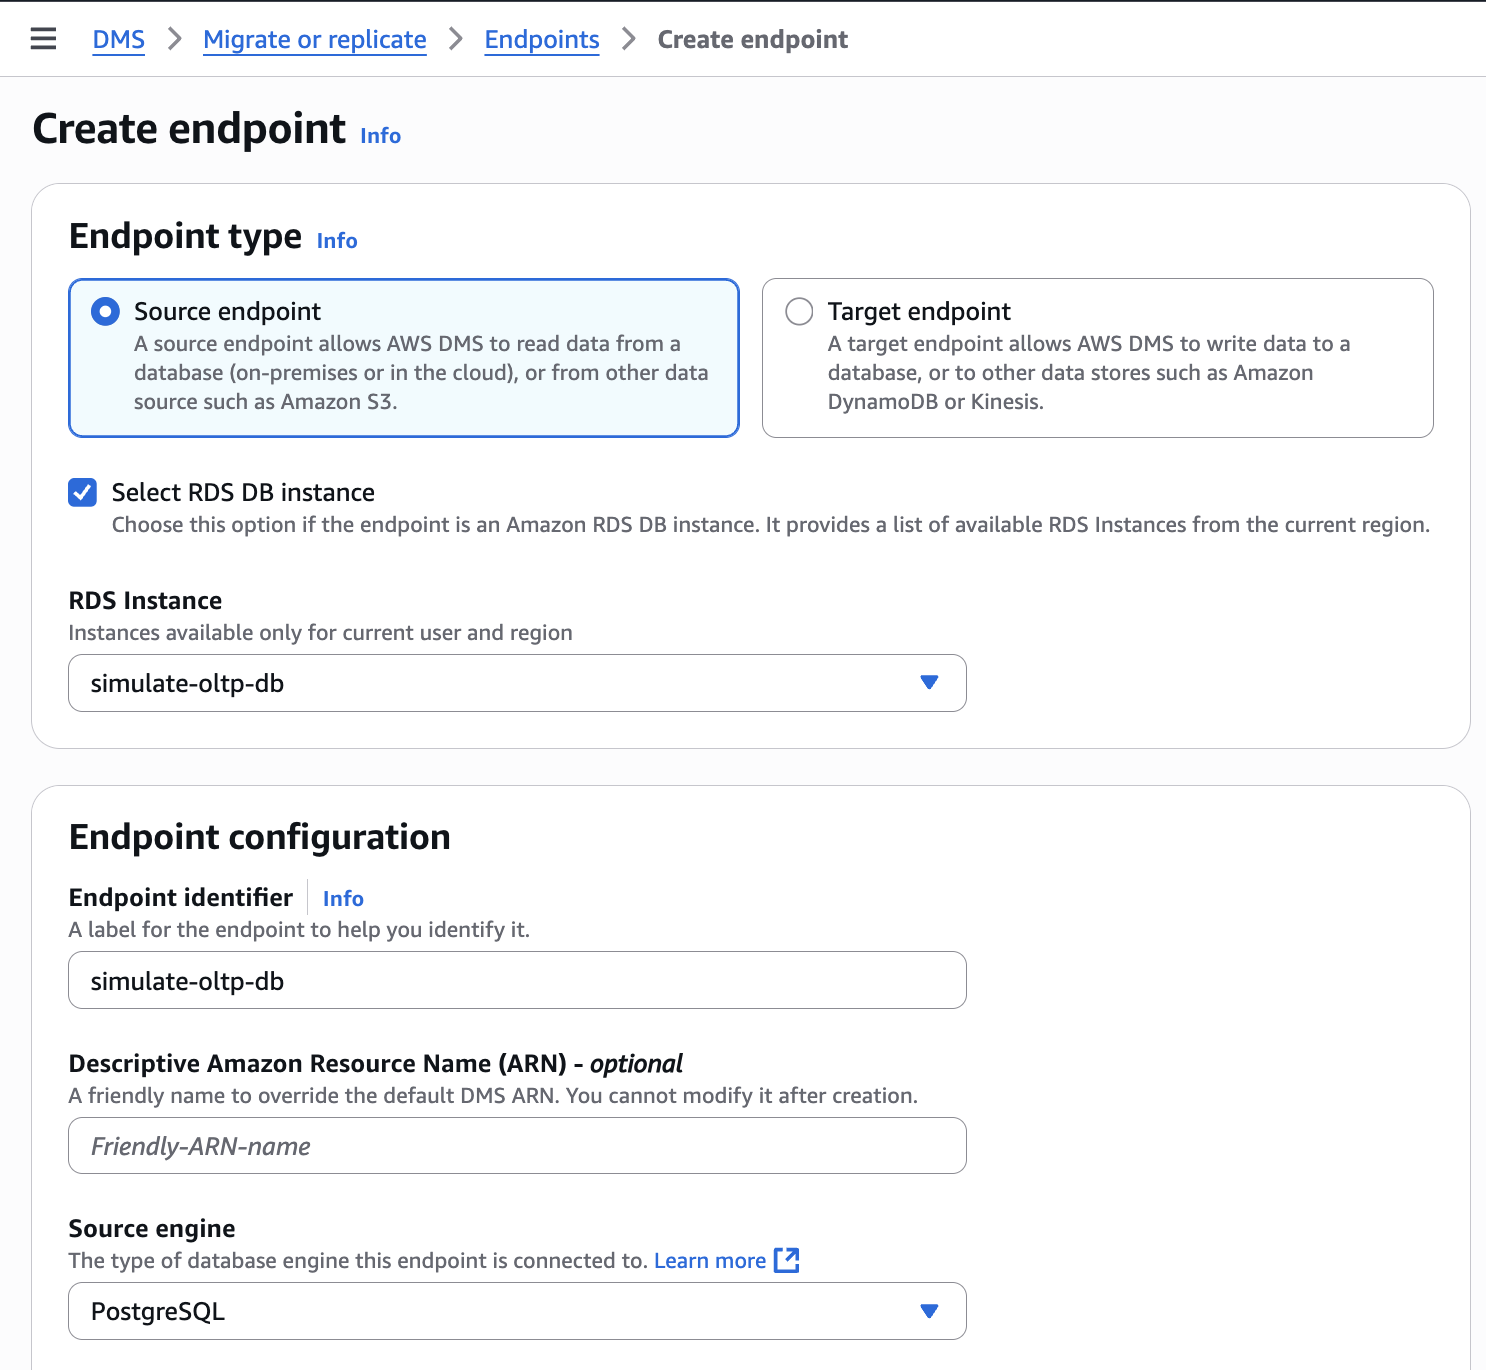 DMS > Migrate or replicate > Endpoints > Create endpoint
Create endpoint Info
Endpoint type Info
Source endpoint
A source endpoint allows AWS DMS to read data from a
database (on-premises or in the cloud), or from other data
source such as Amazon S3.
Target endpoint
A target endpoint allows AWS DMS to write data to a
database, or to other data stores such as Amazon
DynamoDB or Kinesis.
Select RDS DB instance
Choose this option if the endpoint is an Amazon RDS DB instance. It provides a list of available RDS Instances from the current region.
RDS Instance
Instances available only for current user and region
simulate-oltp-db
Endpoint configuration
Endpoint identifier Info
A label for the endpoint to help you identify it.
simulate-oltp-db
Descriptive Amazon Resource Name (ARN) - optional
A friendly name to override the default DMS ARN. You cannot modify it after creation.
Friendly-ARN-name
Source engine
The type of database engine this endpoint is connected to. Learn more
PostgreSQL